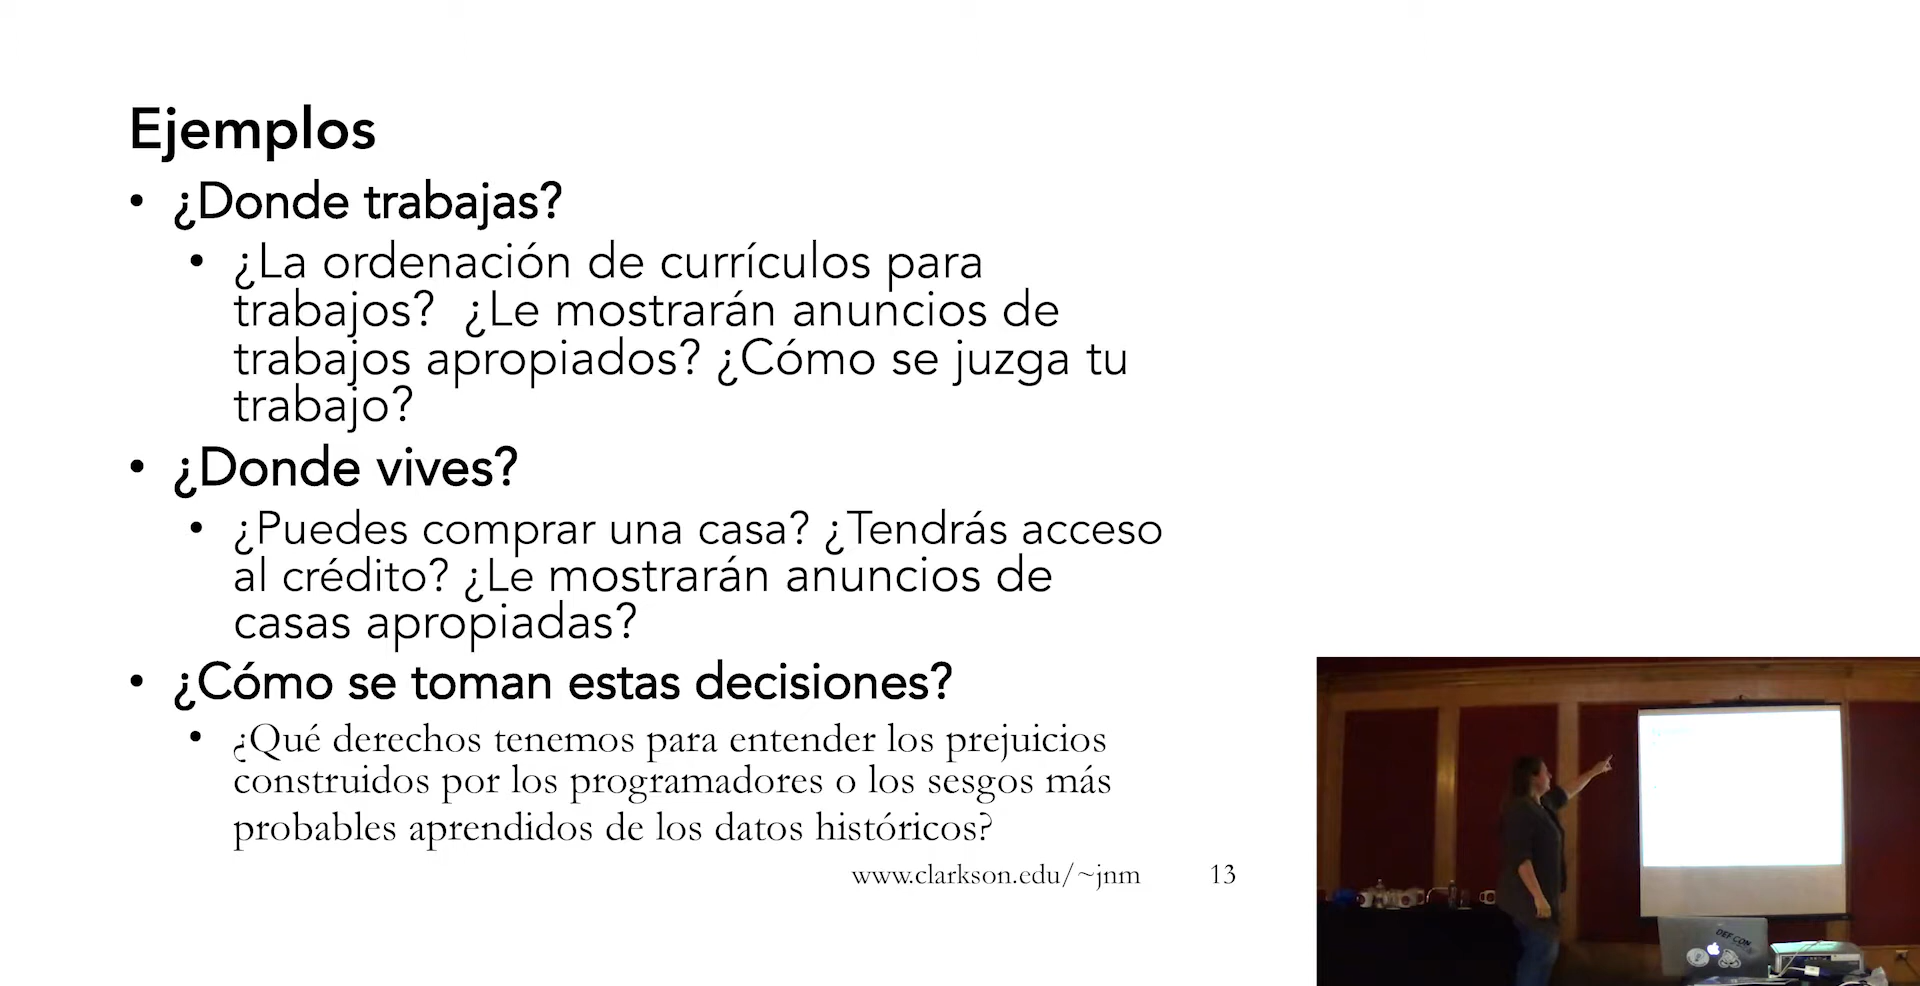 Ejemplos
• ¿Donde trabajas?
• ¿La ordenación de currículos para
trabajos? ¿Le mostrarán anuncios de
trabajos apropiados? ¿Cómo se juzga tu
trabajo?
• ¿Donde vives?
• ¿Puedes comprar una casa? ¿Tendrás acceso
al crédito? ¿Le mostrarán anuncios de
casas apropiadas?
• ¿Cómo se toman estas decisiones?
• ¿Qué derechos tenemos para entender los prejuicios
construidos por los programadores o los sesgos más
probables aprendidos de los datos históricos?
www.clarkson.edu/~jnm 13
DEF CON